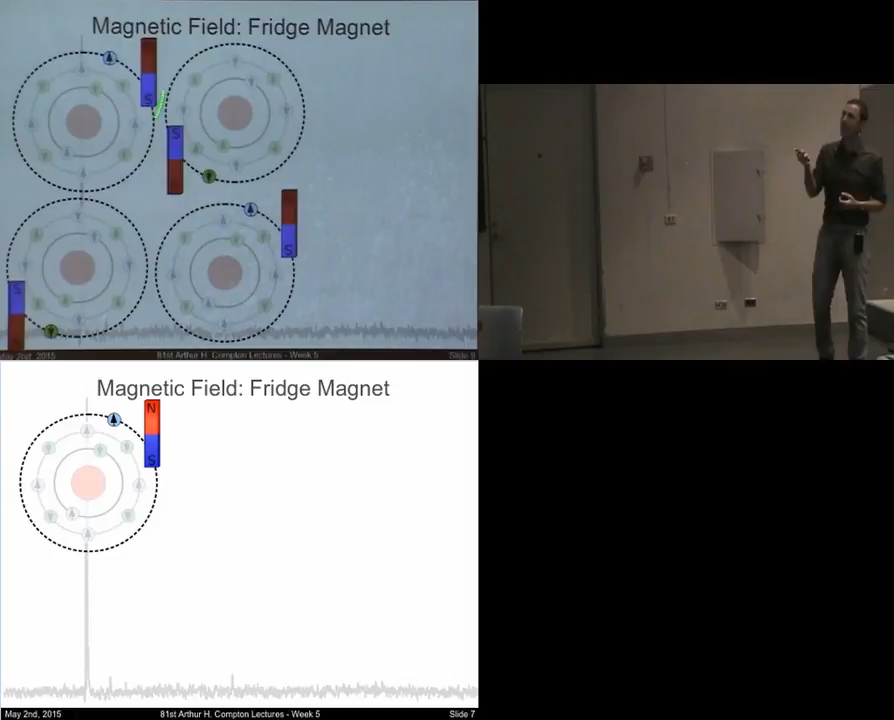 Magnetic Field: Fridge Magnet
S
S
S
S
May 2nd, 2015 81st Arthur H. Compton Lectures - Week 5 Slide 9
Magnetic Field: Fridge Magnet
N
S
May 2nd, 2015 81st Arthur H. Compton Lectures - Week 5 Slide 7